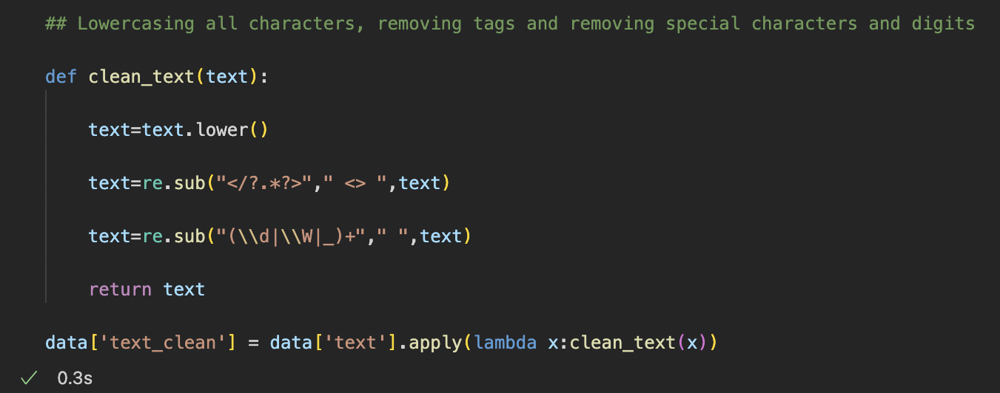 ## Lowercasing all characters, removing tags and removing special characters and digits
def clean_text(text):
text=text.lower()
text=re.sub("</?.*?>"," <> ",text)
text=re.sub("(\\d|\\W|_)+"," ",text)
return text
data['text_clean'] = data['text'].apply(lambda x:clean_text(x))
0.3s